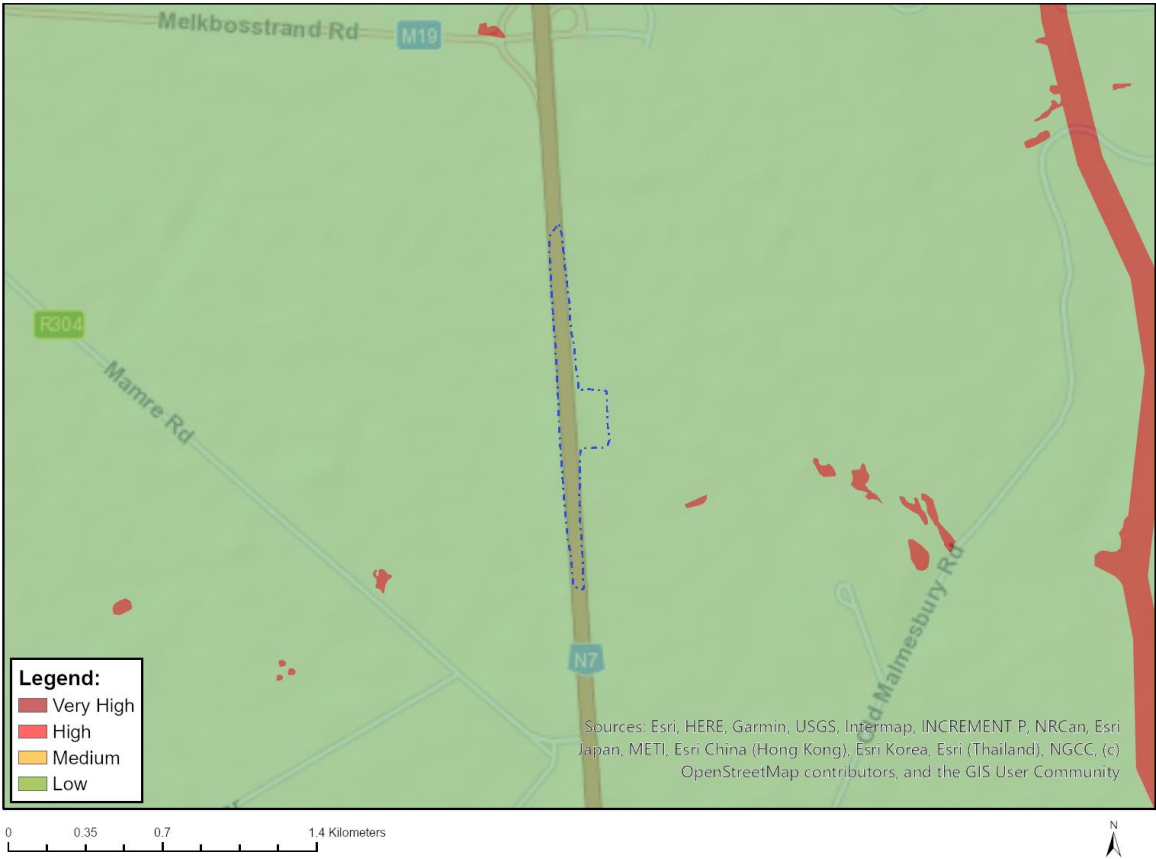 Melkbosstrand Rd
M19
R304
Mamre Rd
N7
Old Malmesbury Rd
Legend:
Very High
High
Medium
Low
Sources: Esri, HERE, Garmin, USGS, Intermap, INCREMENT P, NRCan, Esri
Japan, METI, Esri China (Hong Kong), Esri Korea, Esri (Thailand), NGCC, (c)
OpenStreetMap contributors, and the GIS User Community
0 0.35 0.7 1.4 Kilometers
N